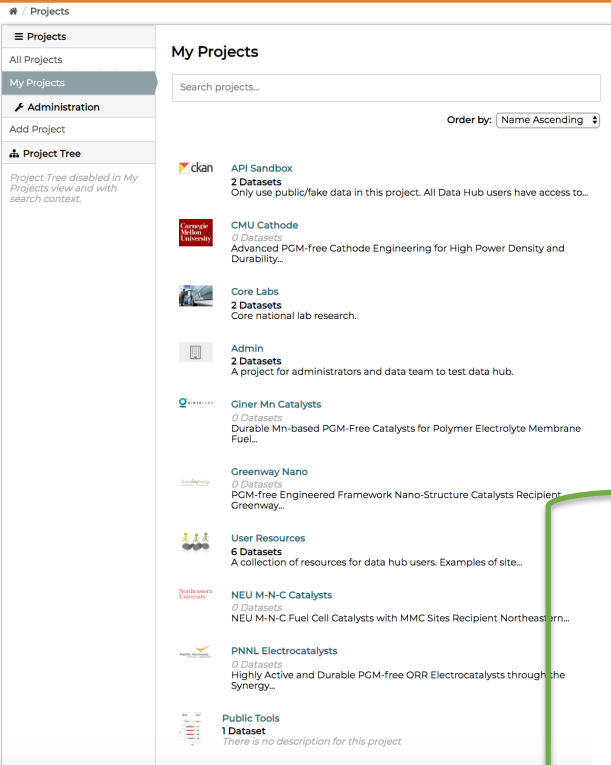 / Projects
Projects
All Projects
My Projects
Administration
Add Project
Project Tree
Project Tree disabled in My
Projects view and with
search context.
My Projects
Search projects...
Order by: Name Ascending
ckan
API Sandbox
2 Datasets
Only use public/fake data in this project. All Data Hub users have access to...
Carnegie
Mellon
University
CMU Cathode
0 Datasets
Advanced PGM-free Cathode Engineering for High Power Density and
Durability...
Core Labs
2 Datasets
Core national lab research.
Admin
2 Datasets
A project for administrators and data team to test data hub.
GINERLABS
Giner Mn Catalysts
0 Datasets
Durable Mn-based PGM-Free Catalysts for Polymer Electrolyte Membrane
Fuel...
Greenway Nano
0 Datasets
PGM-free Engineered Framework Nano-Structure Catalysts Recipient
Greenway...
User Resources
6 Datasets
A collection of resources for data hub users. Examples of site...
Northeastern
University
NEU M-N-C Catalysts
0 Datasets
NEU M-N-C Fuel Cell Catalysts with MMC Sites Recipient Northeastern...
Pacific Northwest
PNNL Electrocatalysts
0 Datasets
Highly Active and Durable PGM-free ORR Electrocatalysts through the
Synergy...
Public Tools
1 Dataset
There is no description for this project